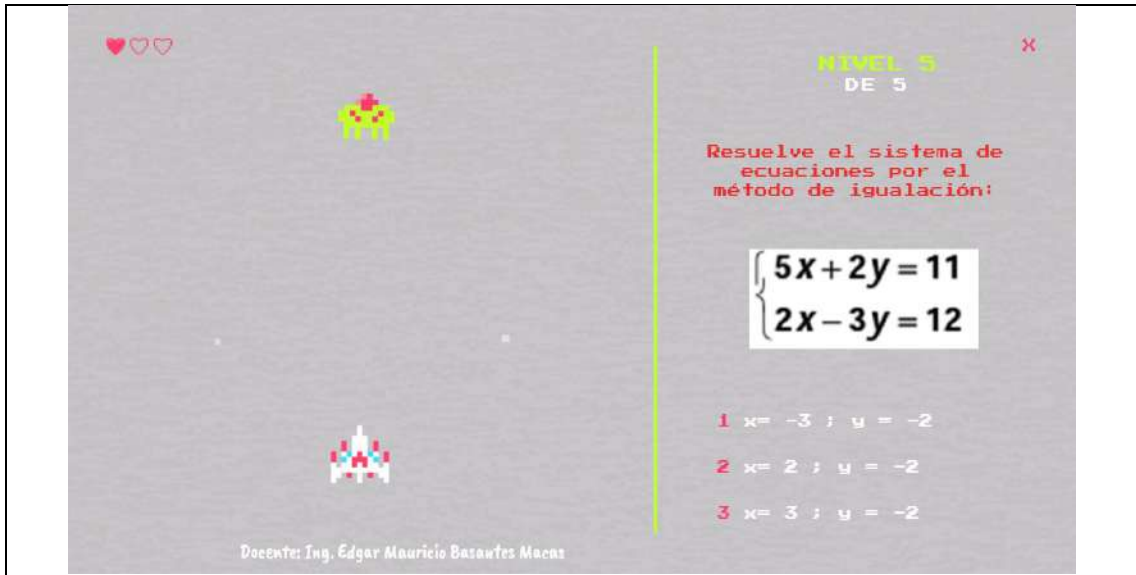 X
NIVEL 5
DE 5
Resuelve el sistema de
ecuaciones por el
método de igualación:
5x + 2y = 11
2x − 3y = 12
1 x= -3 ; y = -2
2 x= 2 ; y = -2
3 x= 3 ; y = -2
Docente: Ing. Edgar Mauricio Basantes Macas